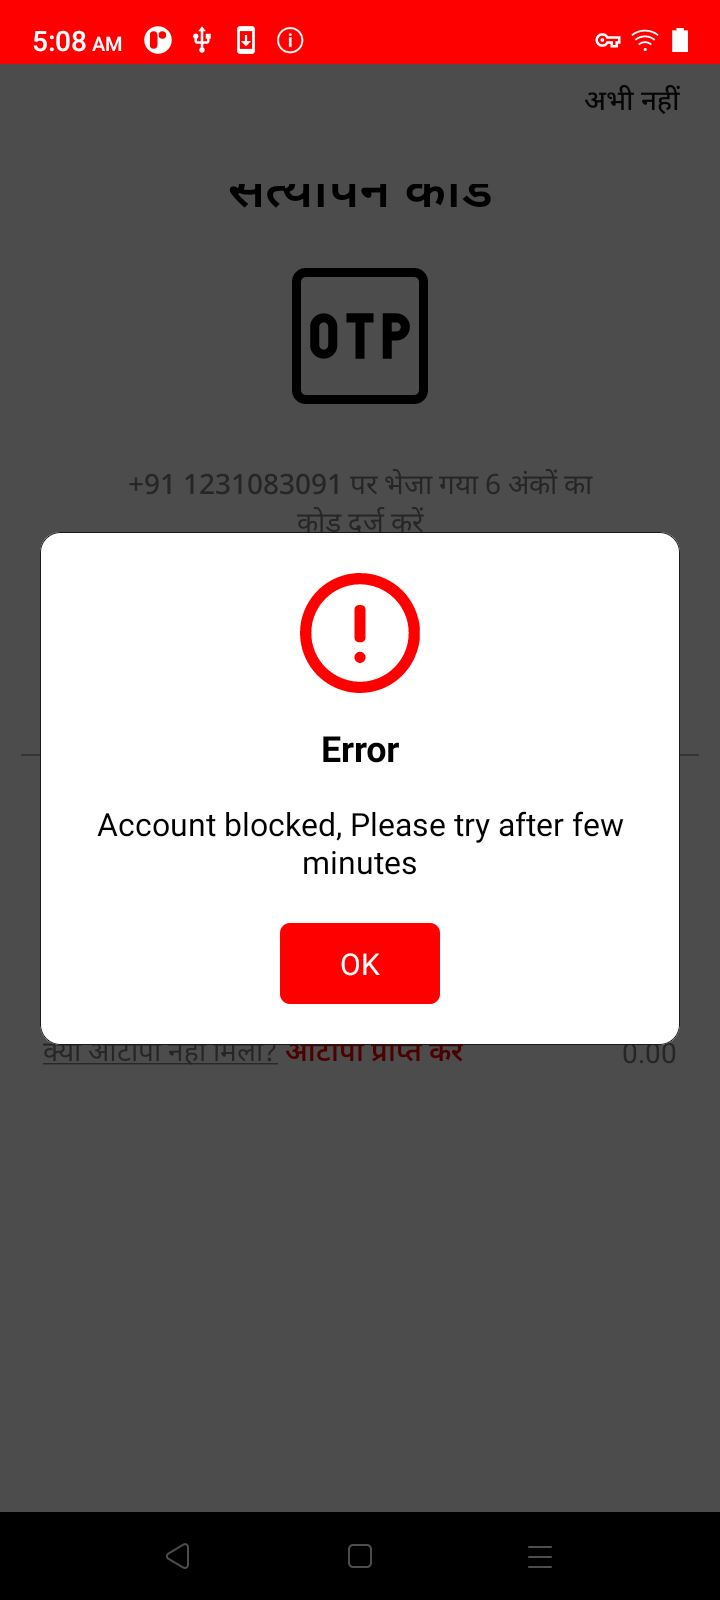 5:08 AM
अभी नहीं
सत्यापन कोड
OTP
+91 1231083091 पर भेजा गया 6 अंकों का
कोड दर्ज करें
Error
Account blocked, Please try after few
minutes
OK
क्या ओटीपी नहीं मिला? ओटीपी प्राप्त करें 0.00